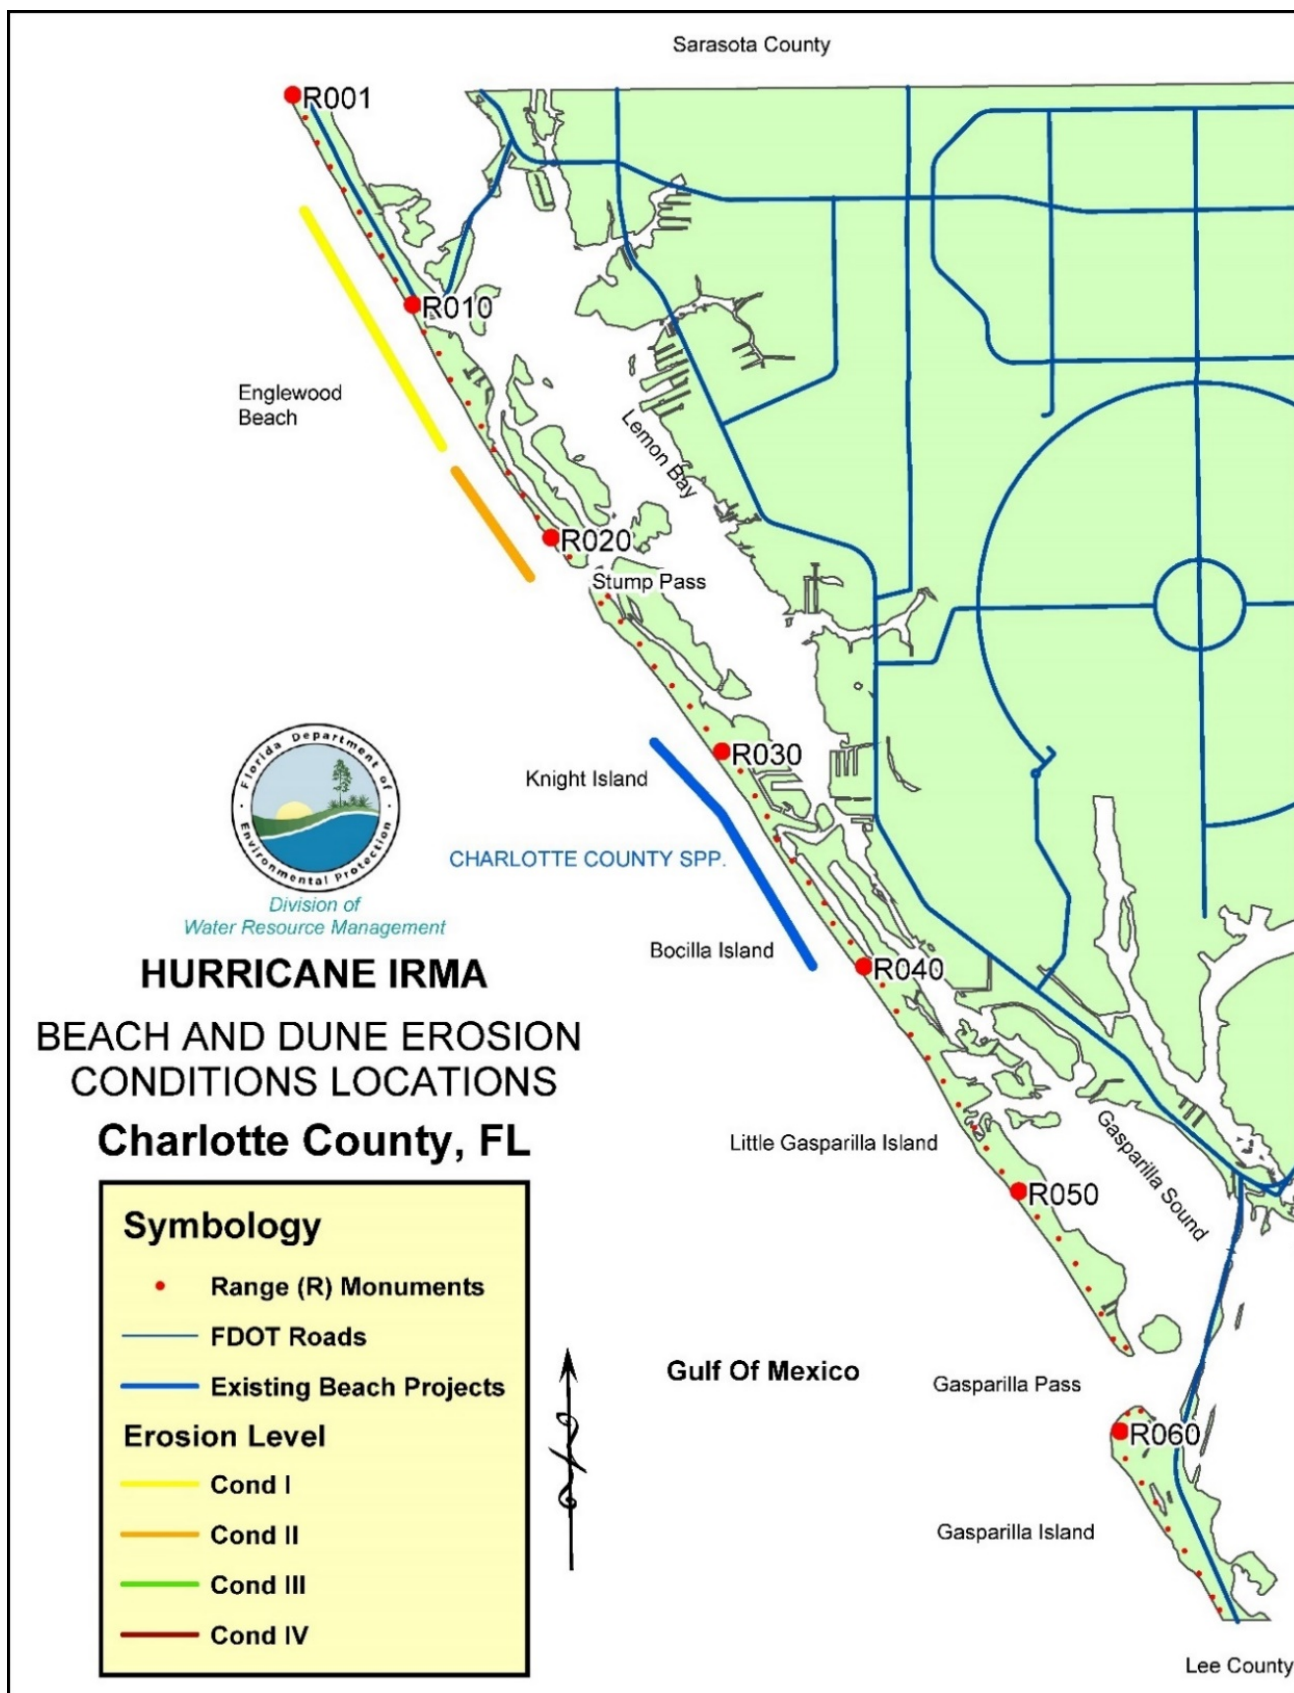 Sarasota County
R001
R010
Englewood
Beach
Lemon Bay
R020
Stump Pass
R030
Knight Island
Florida Department of
Environmental Protection
CHARLOTTE COUNTY SPP.
Division of
Water Resource Management
Bocilla Island
R040
HURRICANE IRMA
BEACH AND DUNE EROSION
CONDITIONS LOCATIONS
Charlotte County, FL
Little Gasparilla Island
Gasparilla Sound
R050
Symbology
Range (R) Monuments
FDOT Roads
Existing Beach Projects
Erosion Level
Cond I
Cond II
Cond III
Cond IV
Gulf Of Mexico
Gasparilla Pass
R060
Gasparilla Island
Lee County